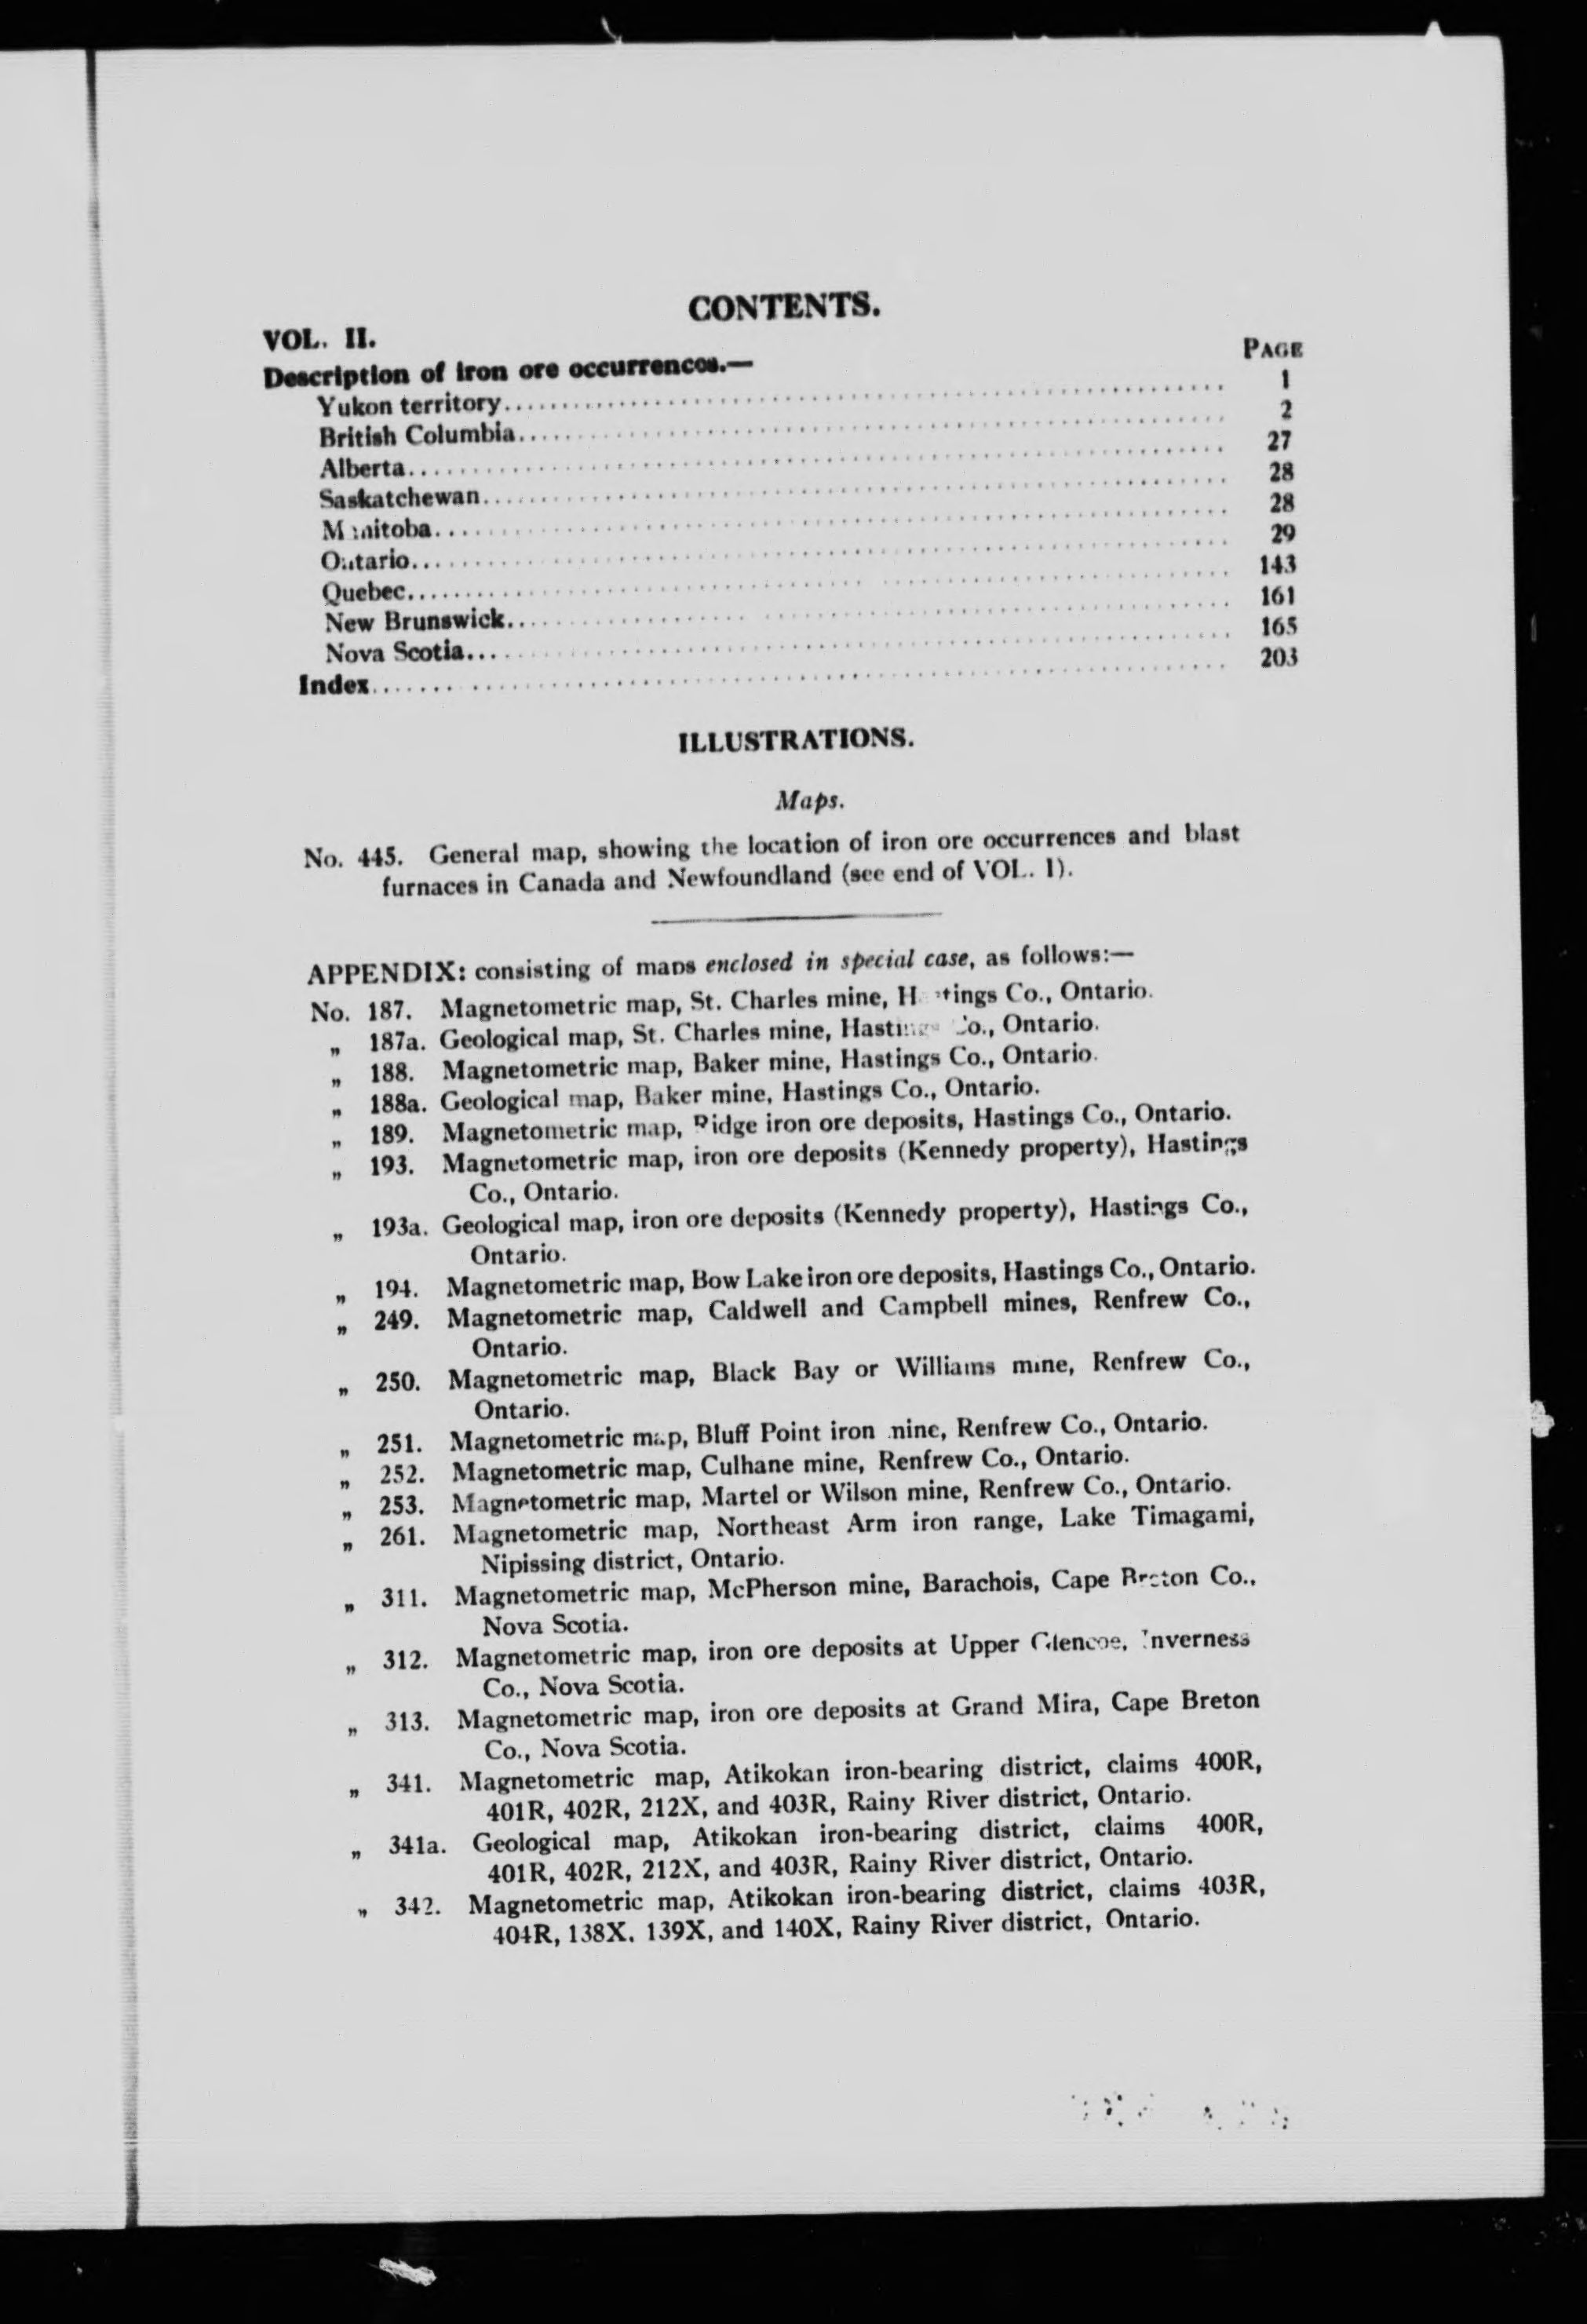 CONTENTS.
VOL. II.
PAGE
Description of iron ore occurrences.—
Yukon territory........ 1
British Columbia........ 2
Alberta........ 27
Saskatchewan........ 28
Manitoba........ 28
Ontario........ 29
Quebec........ 143
New Brunswick........ 161
Nova Scotia........ 165
Index........ 203
ILLUSTRATIONS.
Maps.
No. 445. General map, showing the location of iron ore occurrences and blast
furnaces in Canada and Newfoundland (see end of VOL. I).
APPENDIX: consisting of maps enclosed in special case, as follows:—
No. 187. Magnetometric map, St. Charles mine, Hastings Co., Ontario.
„ 187a. Geological map, St. Charles mine, Hastings Co., Ontario.
„ 188. Magnetometric map, Baker mine, Hastings Co., Ontario.
„ 188a. Geological map, Baker mine, Hastings Co., Ontario.
„ 189. Magnetometric map, Ridge iron ore deposits, Hastings Co., Ontario.
„ 193. Magnetometric map, iron ore deposits (Kennedy property), Hastings
Co., Ontario.
„ 193a. Geological map, iron ore deposits (Kennedy property), Hastings Co.,
Ontario.
„ 194. Magnetometric map, Bow Lake iron ore deposits, Hastings Co., Ontario.
„ 249. Magnetometric map, Caldwell and Campbell mines, Renfrew Co.,
Ontario.
„ 250. Magnetometric map, Black Bay or Williams mine, Renfrew Co.,
Ontario.
„ 251. Magnetometric map, Bluff Point iron mine, Renfrew Co., Ontario.
„ 252. Magnetometric map, Culhane mine, Renfrew Co., Ontario.
„ 253. Magnetometric map, Martel or Wilson mine, Renfrew Co., Ontario.
„ 261. Magnetometric map, Northeast Arm iron range, Lake Timagami,
Nipissing district, Ontario.
„ 311. Magnetometric map, McPherson mine, Barachois, Cape Breton Co.,
Nova Scotia.
„ 312. Magnetometric map, iron ore deposits at Upper Glencoe, Inverness
Co., Nova Scotia.
„ 313. Magnetometric map, iron ore deposits at Grand Mira, Cape Breton
Co., Nova Scotia.
„ 341. Magnetometric map, Atikokan iron-bearing district, claims 400R,
401R, 402R, 212X, and 403R, Rainy River district, Ontario.
„ 341a. Geological map, Atikokan iron-bearing district, claims 400R,
401R, 402R, 212X, and 403R, Rainy River district, Ontario.
„ 342. Magnetometric map, Atikokan iron-bearing district, claims 403R,
404R, 138X, 139X, and 140X, Rainy River district, Ontario.